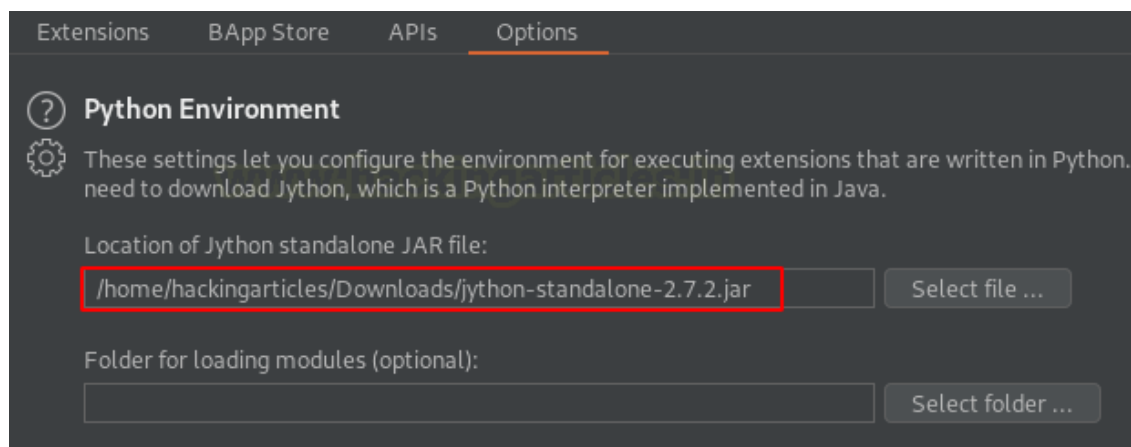 Extensions BApp Store APIs Options
Python Environment
These settings let you configure the environment for executing extensions that are written in Python.
need to download Jython, which is a Python interpreter implemented in Java.
Location of Jython standalone JAR file:
/home/hackingarticles/Downloads/jython-standalone-2.7.2.jar Select file ...
Folder for loading modules (optional):
Select folder ...